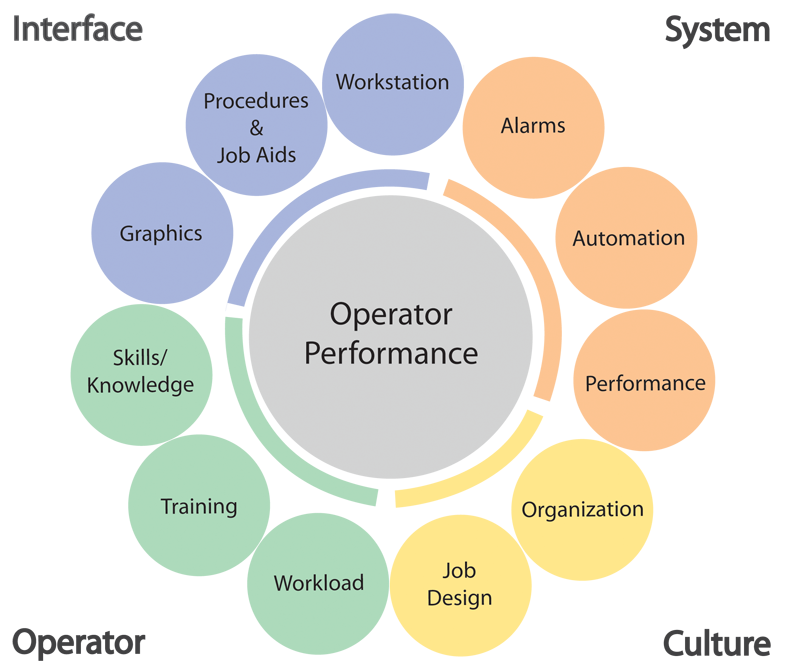 Interface
System
Workstation
Procedures
&
Job Aids
Alarms
Graphics
Automation
Operator
Performance
Skills/
Knowledge
Performance
Training
Organization
Workload
Job
Design
Operator
Culture